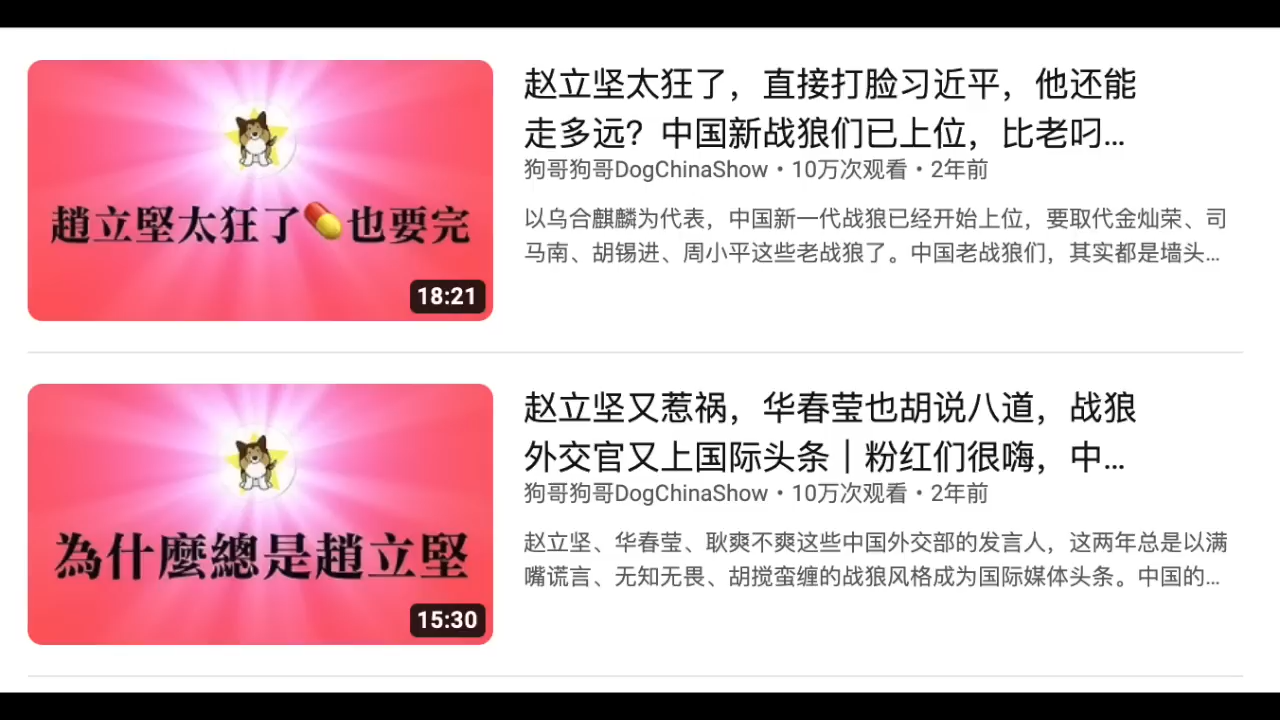 趙立堅太狂了💊也要完
18:21
赵立坚太狂了，直接打脸习近平，他还能
走多远？中国新战狼们已上位，比老叼...
狗哥狗哥DogChinaShow・10万次观看・2年前
以乌合麒麟为代表，中国新一代战狼已经开始上位，要取代金灿荣、司
马南、胡锡进、周小平这些老战狼了。中国老战狼们，其实都是墙头...
為什麼總是趙立堅
15:30
赵立坚又惹祸，华春莹也胡说八道，战狼
外交官又上国际头条｜粉红们很嗨，中...
狗哥狗哥DogChinaShow・10万次观看・2年前
赵立坚、华春莹、耿爽不爽这些中国外交部的发言人，这两年总是以满
嘴谎言、无知无畏、胡搅蛮缠的战狼风格成为国际媒体头条。中国的...